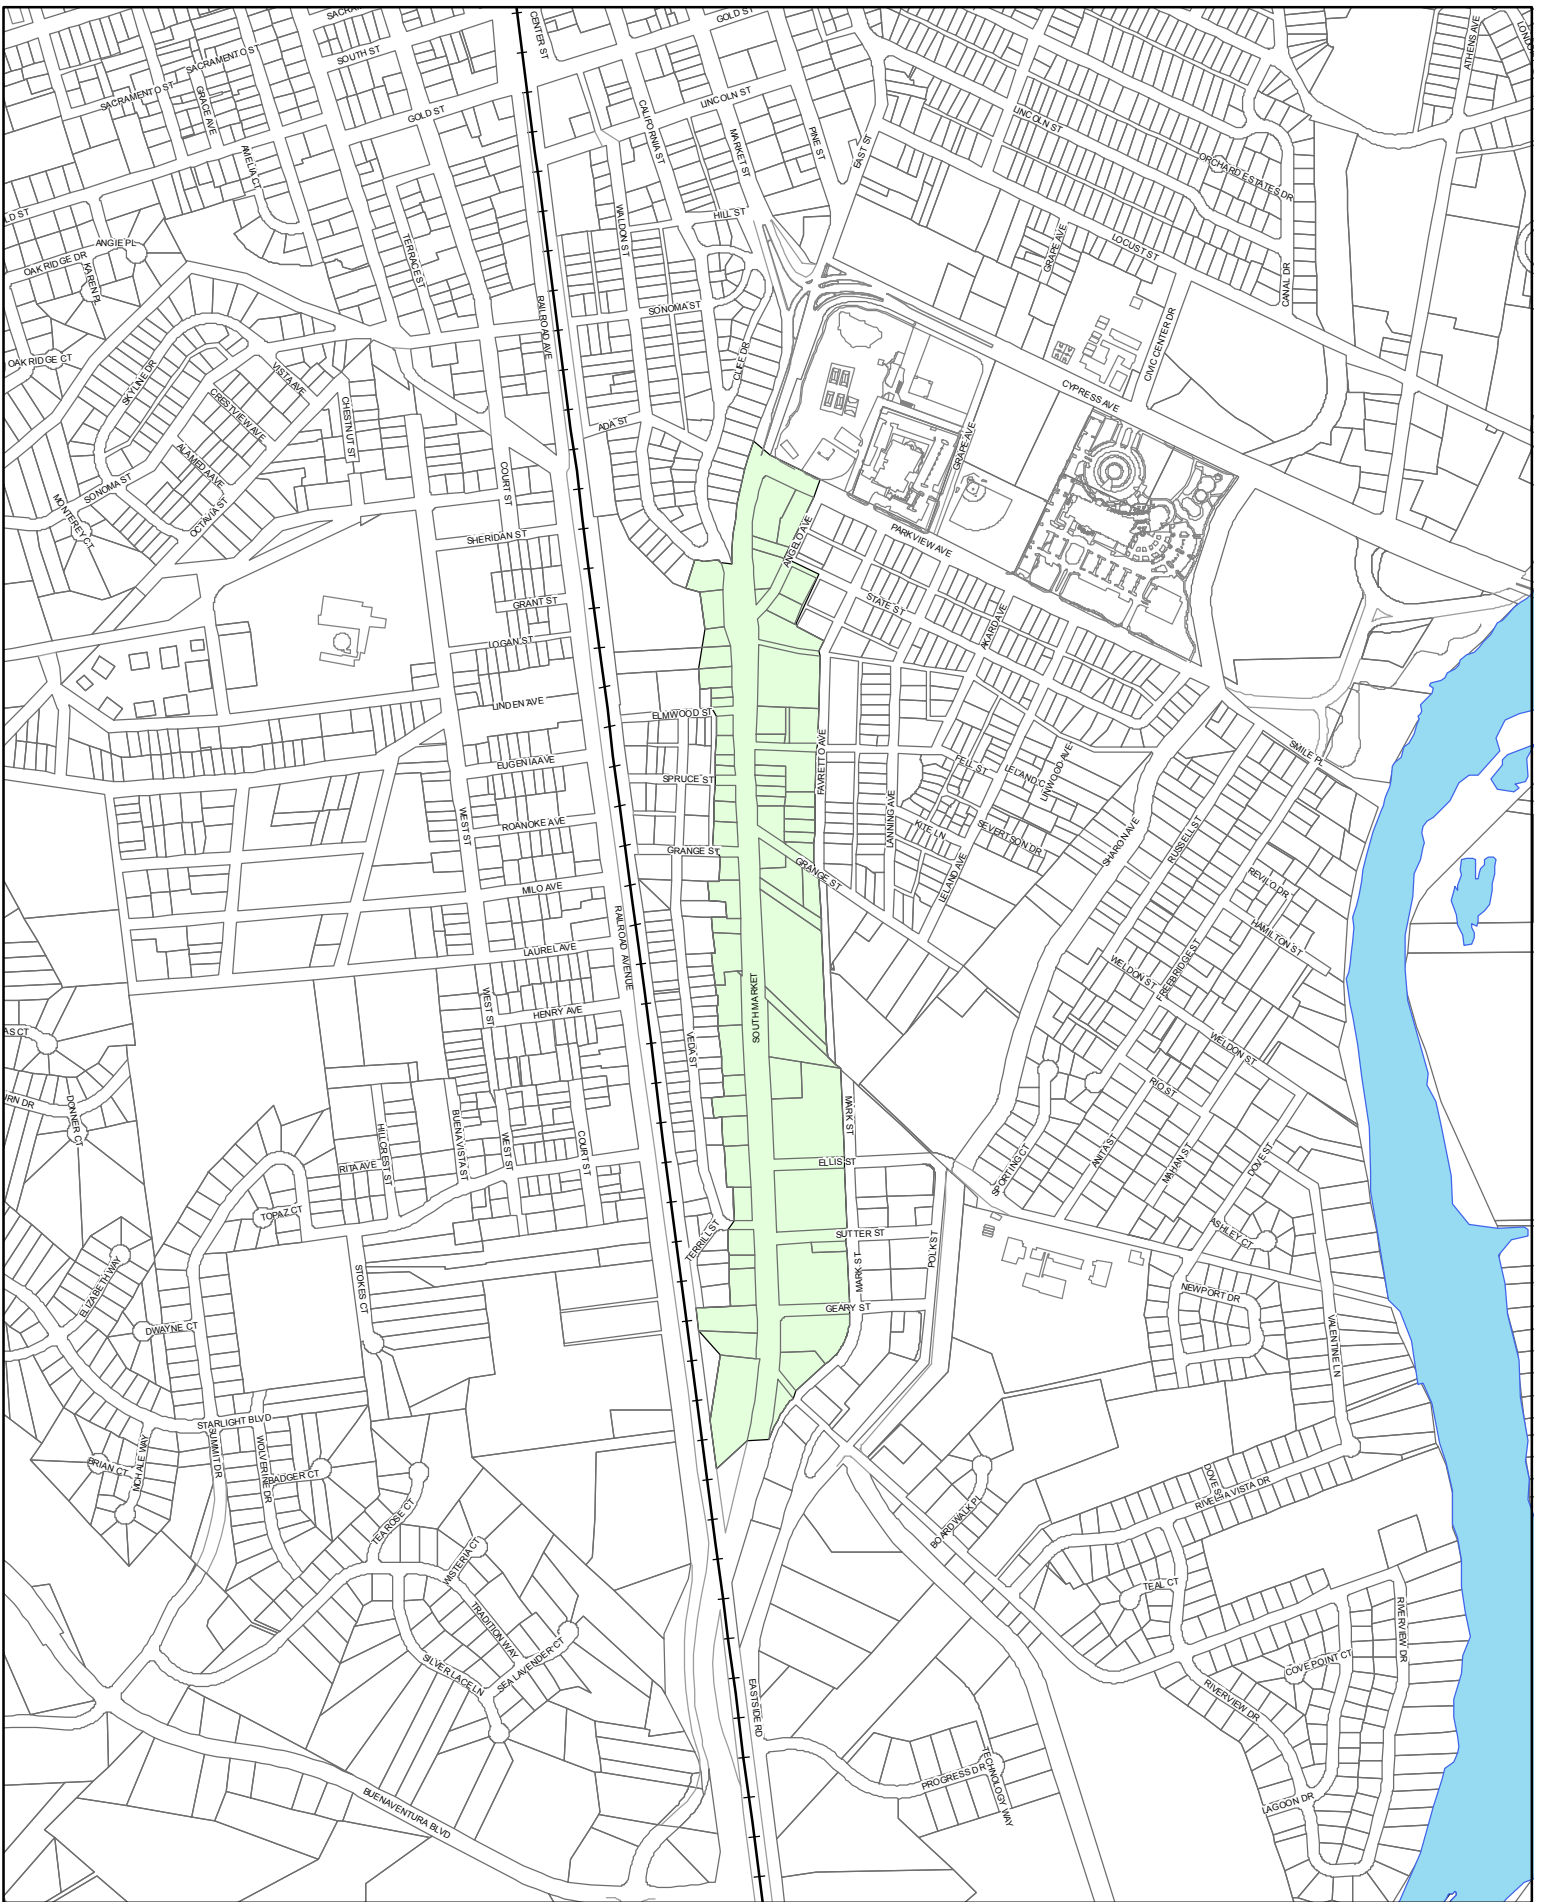 GOLD ST
CENTER ST
SOUTH ST
SACRAMENTO ST
SACRAMENTO ST
GRACE AVE
GOLD ST
AMELIA CT
CALIFORNIA ST
LINCOLN ST
MARKET ST
PINE ST
EAST ST
LINCOLN ST
ORCHARD ESTATES DR
ATHENS AVE
HILL ST
WALDON ST
GRAPE AVE
LOCUST ST
CANAL DR
ANGIE PL
OAKRIDGE DR
KAREN PL
TERRACE ST
RAILROAD AVE
SONOMA ST
CLIFF DR
CIVIC CENTER DR
OAKRIDGE CT
SKYLINE DR
VISTA AVE
CRESTVIEW AVE
CHESTNUT ST
ALAMEDA AVE
CYPRESS AVE
ADA ST
GRAPE AVE
SONOMA ST
OCTAVIA ST
MONTEREY CT
COURT ST
SHERIDAN ST
ANGELO AVE
PARKVIEW AVE
GRANT ST
STATE ST
AKARD AVE
LOGAN ST
LINDEN AVE
ELMWOOD ST
EUGENIA AVE
SPRUCE ST
FAVRETTO AVE
FELL ST
LELAND CT
LINWOOD AVE
SMILE PL
WEST ST
ROANOKE AVE
LANNING AVE
KITE LN
SEVERTSON DR
SHARON AVE
RUSSELL ST
GRANGE ST
GRANGE ST
LELAND AVE
REVILO DR
MILO AVE
RAILROAD AVENUE
HAMILTON ST
LAUREL AVE
WELDON ST
FREEBRIDGE ST
WEST ST
HENRY AVE
SOUTH MARKET
VEDA ST
WELDON ST
RIO ST
DONNER CT
HILLCREST ST
BUENAVISTA ST
WEST ST
COURT ST
MARK ST
RITA AVE
ELLIS ST
SPORTING CT
ANITA ST
MAHAN ST
DOVE ST
TOPAZ CT
TERRILL ST
SUTTER ST
POLK ST
ASHLEY CT
ELIZABETH WAY
STOKES CT
MARK ST
NEWPORT DR
DWAYNE CT
GEARY ST
VALENTINE LN
STARLIGHT BLVD
SUMMIT DR
WOLVERINE DR
BRIAN CT
MCHALE WAY
BADGER CT
TEA ROSE CT
DOVE ST
RIVELLA VISTA DR
BOARDWALK PL
WISTERIA CT
TEAL CT
TRADITION WAY
RIVERVIEW DR
SILVER LACE LN
SEA LAVENDER CT
COVE POINT CT
RIVERVIEW DR
EASTSIDE RD
PROGRESS DR
TECHNOLOGY WAY
LAGOON DR
BUENAVENTURA BLVD